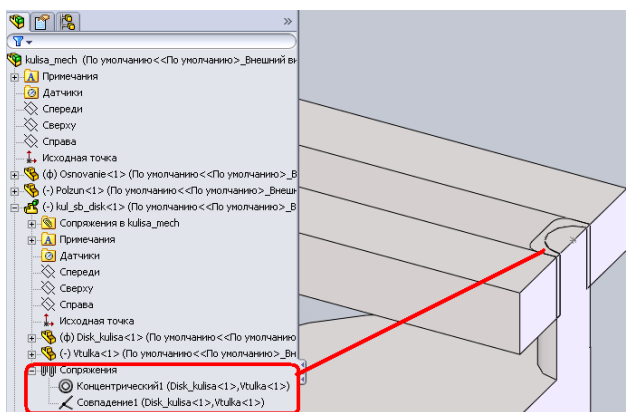 »
kulisa_mech (По умолчанию<<По умолчанию>_Внешний ви
Примечания
Датчики
Спереди
Сверху
Справа
Исходная точка
(ф) Osnovanie<1> (По умолчанию<<По умолчанию>_В
(-) Polzun<1> (По умолчанию<<По умолчанию>_Внешн
(-) kul_sb_disk<1> (По умолчанию<<По умолчанию>_В
Сопряжения в kulisa_mech
Примечания
Датчики
Спереди
Сверху
Справа
Исходная точка
(ф) Disk_kulisa<1> (По умолчанию<<По умолчанию
(-) Vtulka<1> (По умолчанию<<По умолчанию>_Вн
Сопряжения
Концентрический1 (Disk_kulisa<1>,Vtulka<1>)
Совпадение1 (Disk_kulisa<1>,Vtulka<1>)